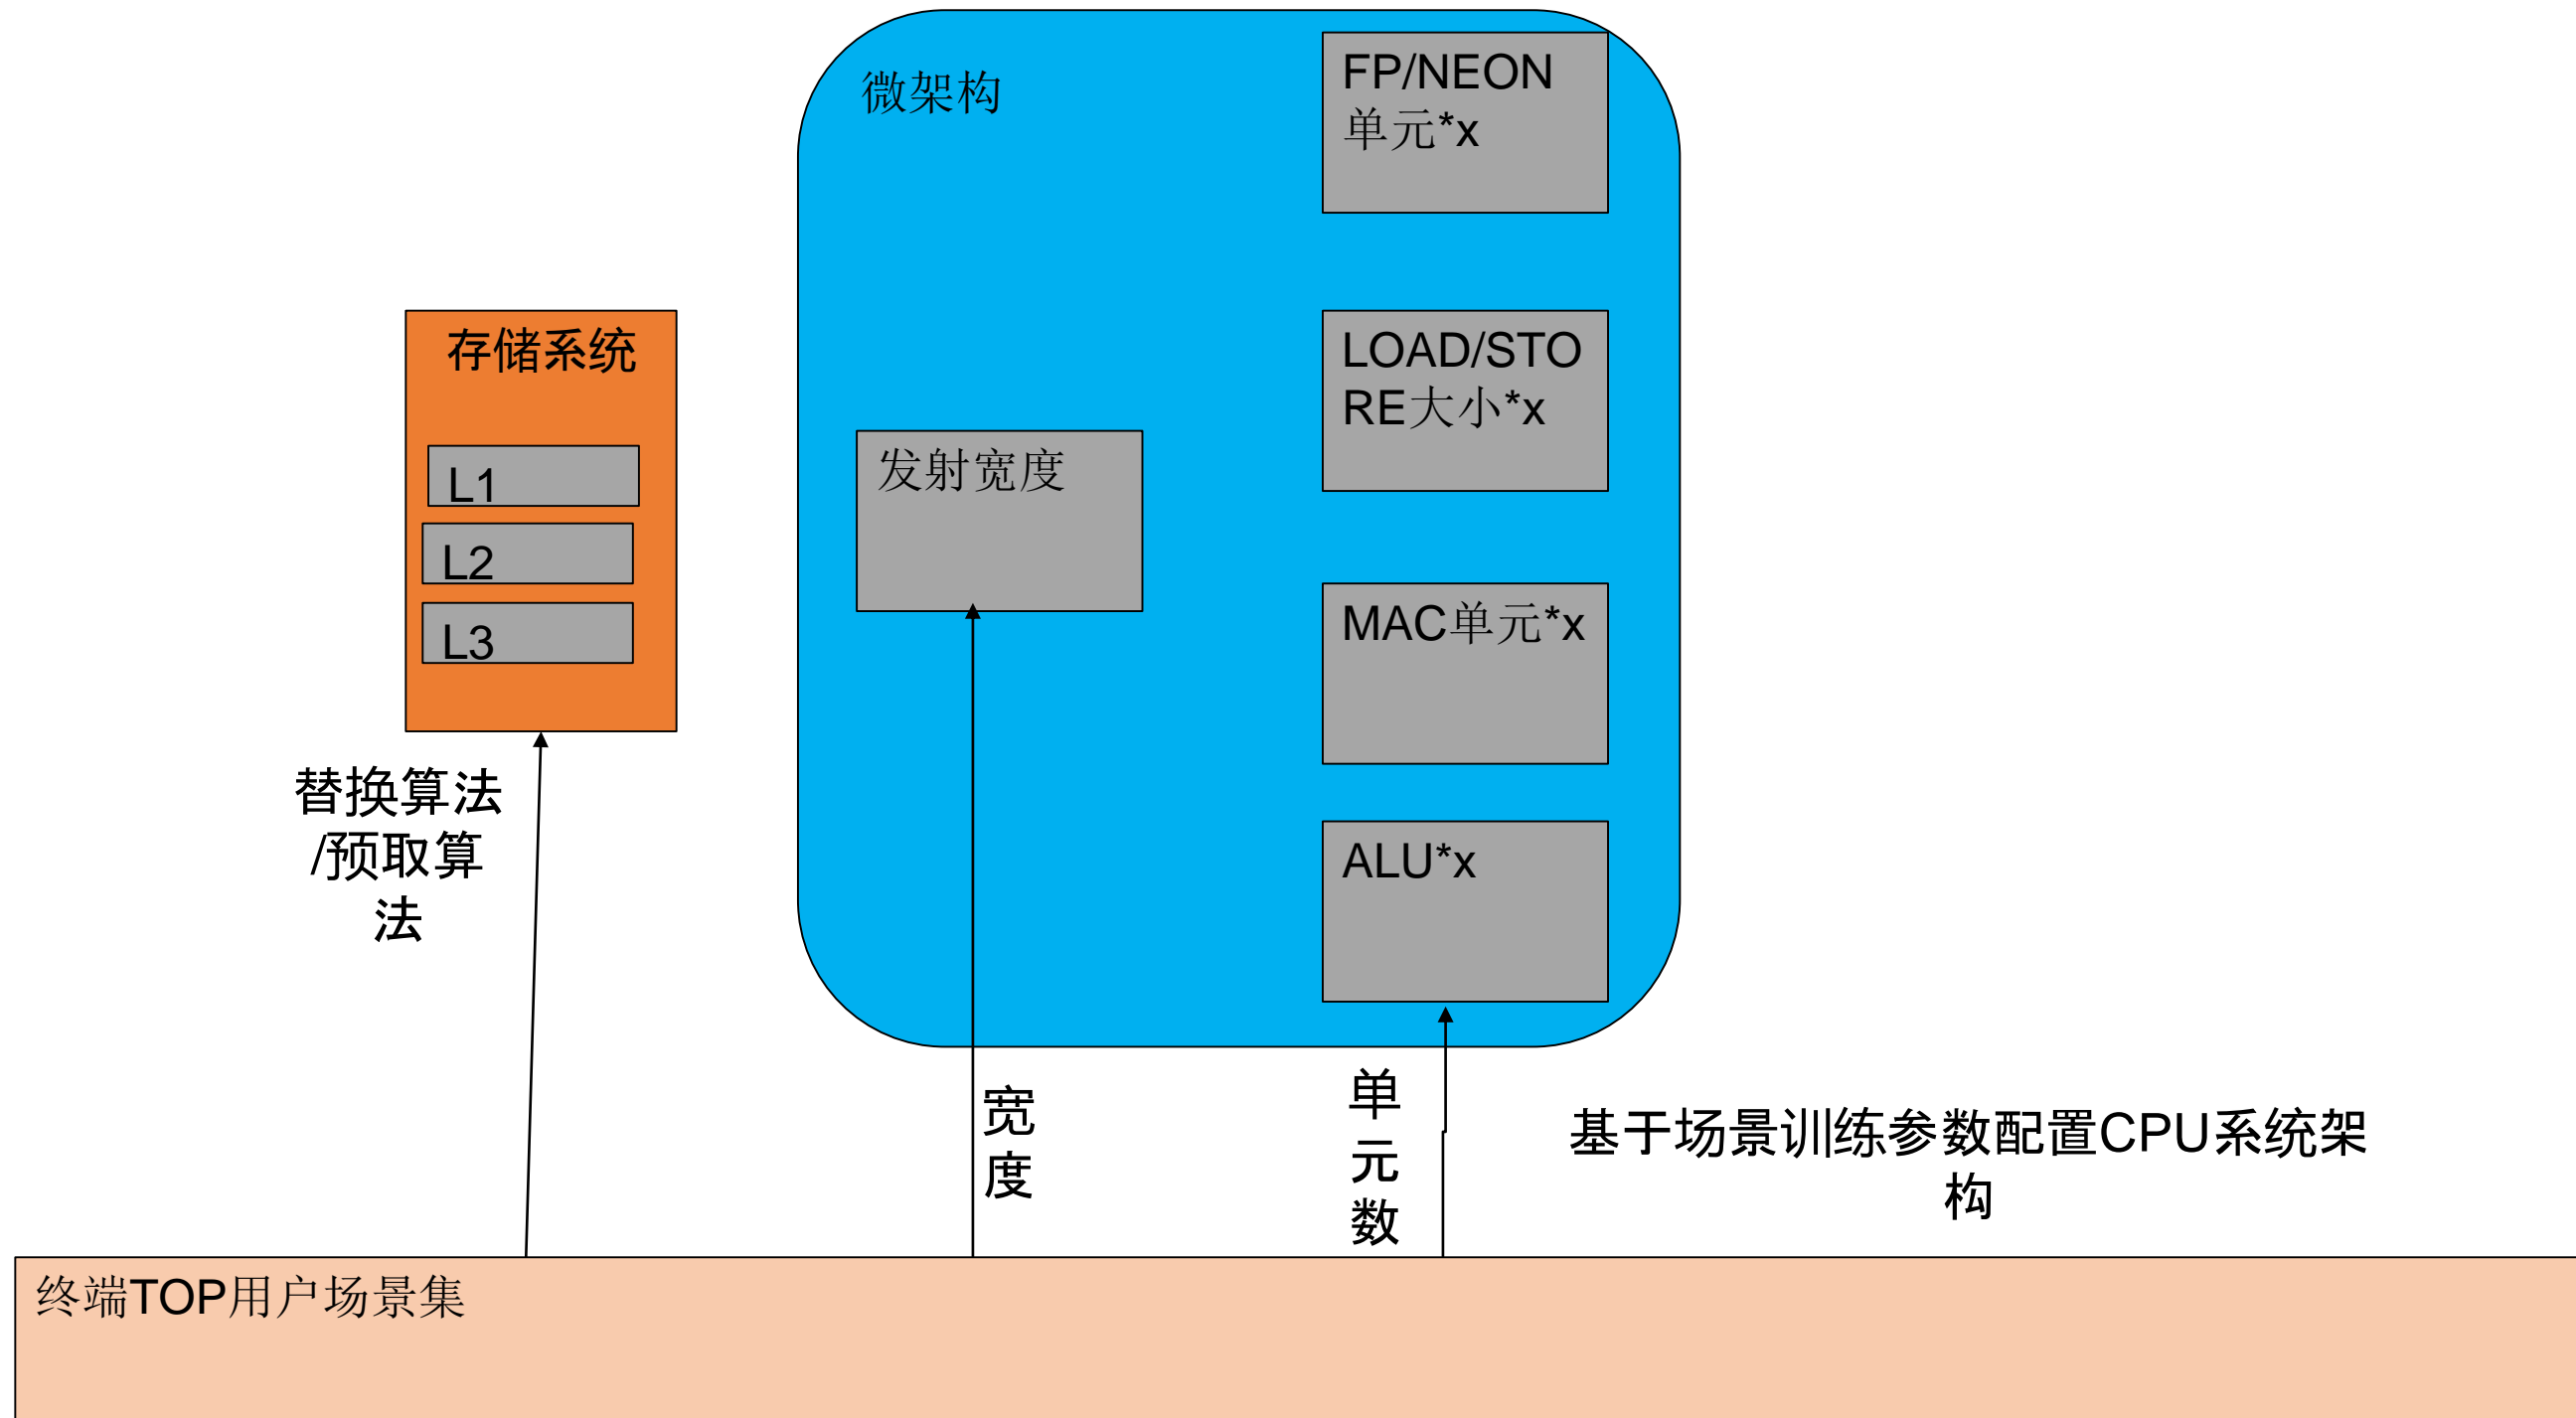 微架构
FP/NEON
单元*x
存储系统
L1
L2
L3
LOAD/STO
RE大小*x
发射宽度
MAC单元*x
ALU*x
替换算法
/预取算
法
宽
度
单
元
数
基于场景训练参数配置CPU系统架
构
终端TOP用户场景集